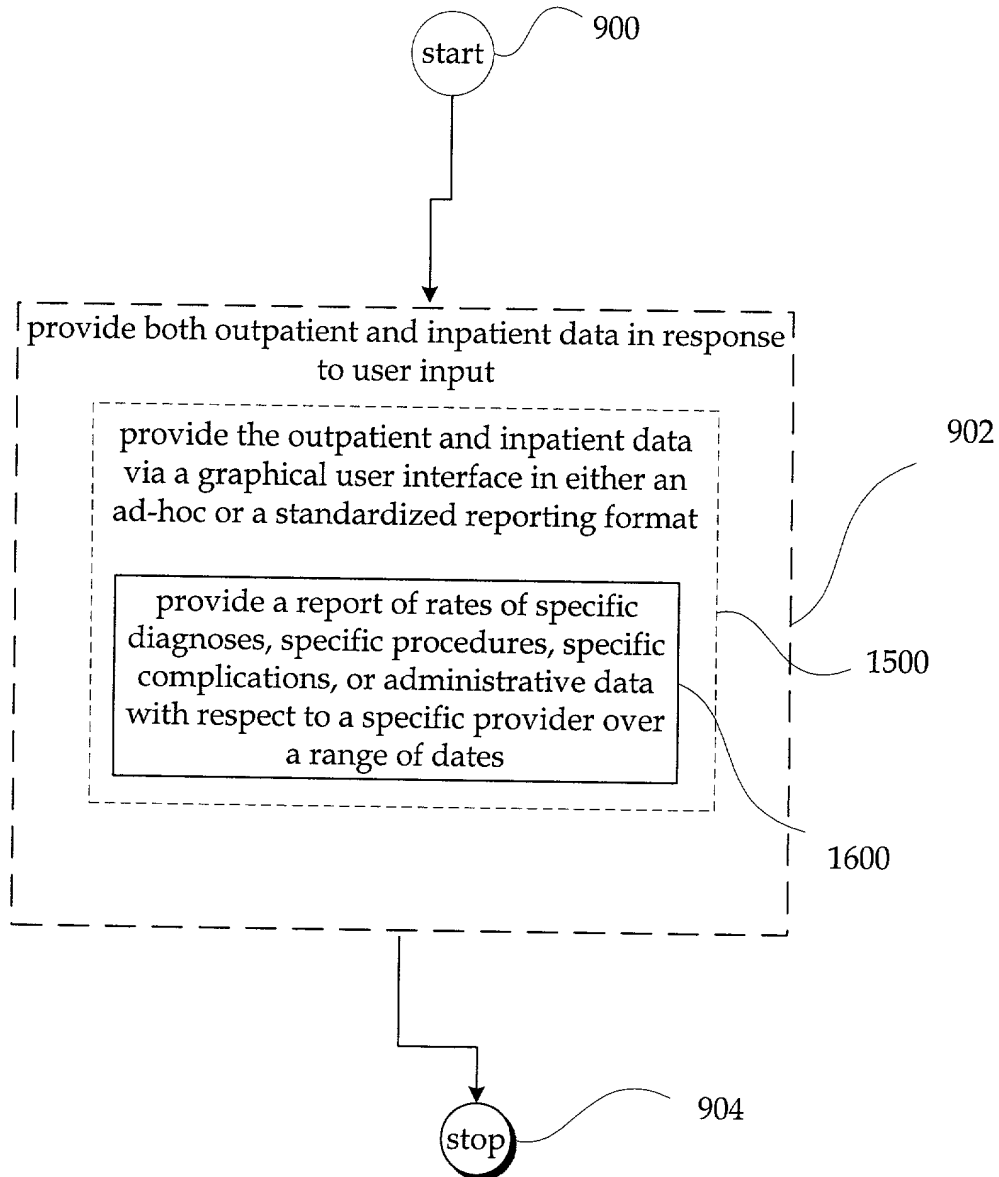 start
900
provide both outpatient and inpatient data in response
to user input
902
provide the outpatient and inpatient data
via a graphical user interface in either an
ad-hoc or a standardized reporting format
1500
provide a report of rates of specific
diagnoses, specific procedures, specific
complications, or administrative data
with respect to a specific provider over
a range of dates
1600
904
stop